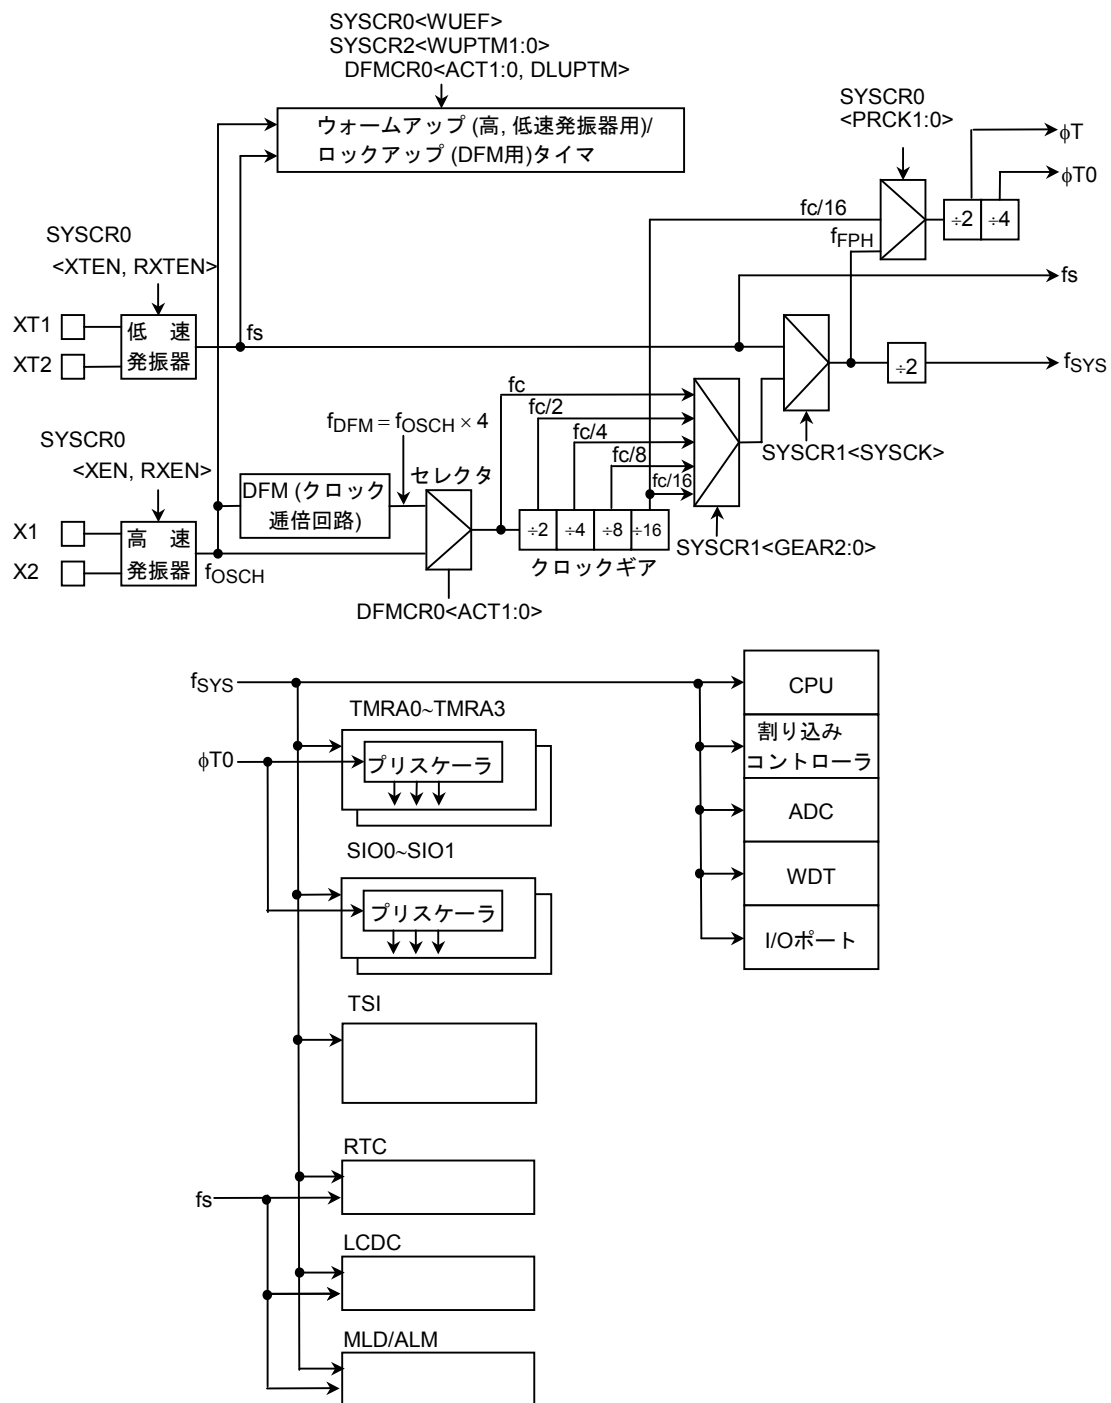 SYSCR0<WUEF>
SYSCR2<WUPTM1:0>
DFMCR0<ACT1:0, DLUPTM>
ウォームアップ (高, 低速発振器用)/
ロックアップ (DFM用)タイマ
SYSCR0
<PRCK1:0>
ϕT
ϕT0
fc/16
fFPH
÷2
÷4
SYSCR0
<XTEN, RXTEN>
fs
XT1
XT2
低 速
発振器
fs
÷2
fSYS
fc
fc/2
fc/4
fc/8
fc/16
fDFM = fOSCH × 4
SYSCR1<SYSCK>
SYSCR0
<XEN, RXEN>
セレクタ
DFM (クロック
逓倍回路)
X1
X2
高 速
発振器
fOSCH
÷2
÷4
÷8
÷16
クロックギア
SYSCR1<GEAR2:0>
DFMCR0<ACT1:0>
fSYS
CPU
TMRA0~TMRA3
割り込み
コントローラ
ϕT0
プリスケーラ
ADC
SIO0~SIO1
WDT
プリスケーラ
I/Oポート
TSI
RTC
fs
LCDC
MLD/ALM